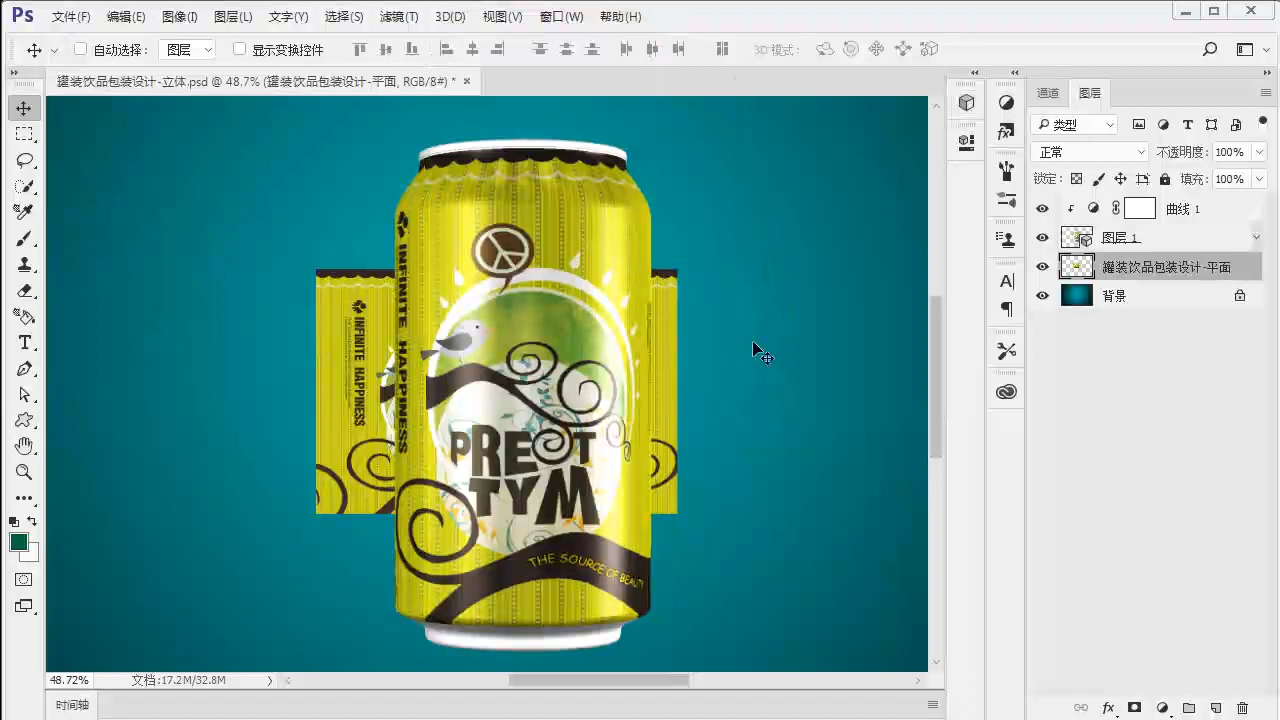 Ps 文件(F) 编辑(E) 图像(I) 图层(L) 文字(Y) 选择(S) 滤镜(T) 3D(D) 视图(V) 窗口(W) 帮助(H)
自动选择: 图层 显示变换控件 3D 模式:
罐装饮品包装设计-立体.psd @ 48.7% (罐装饮品包装设计-平面, RGB/8#) *
通道 图层
类型
正常 不透明度: 100%
锁定: 填充: 100%
曲线 1
图层 1
罐装饮品包装设计-平面
背景
INFINITE HAPPINESS
INFINITE HAPPINESS
TYM
THE SOURCE OF BEAUTY
48.72% 文档:17.2M/32.8M
时间轴